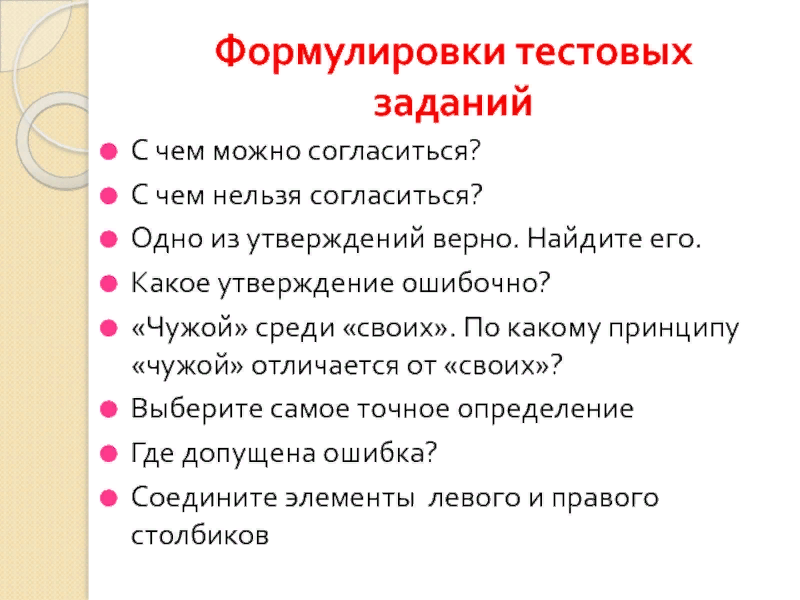 Формулировки тестовых
заданий
С чем можно согласиться?
С чем нельзя согласиться?
Одно из утверждений верно. Найдите его.
Какое утверждение ошибочно?
«Чужой» среди «своих». По какому принципу
«чужой» отличается от «своих»?
Выберите самое точное определение
Где допущена ошибка?
Соедините элементы  левого и правого
столбиков